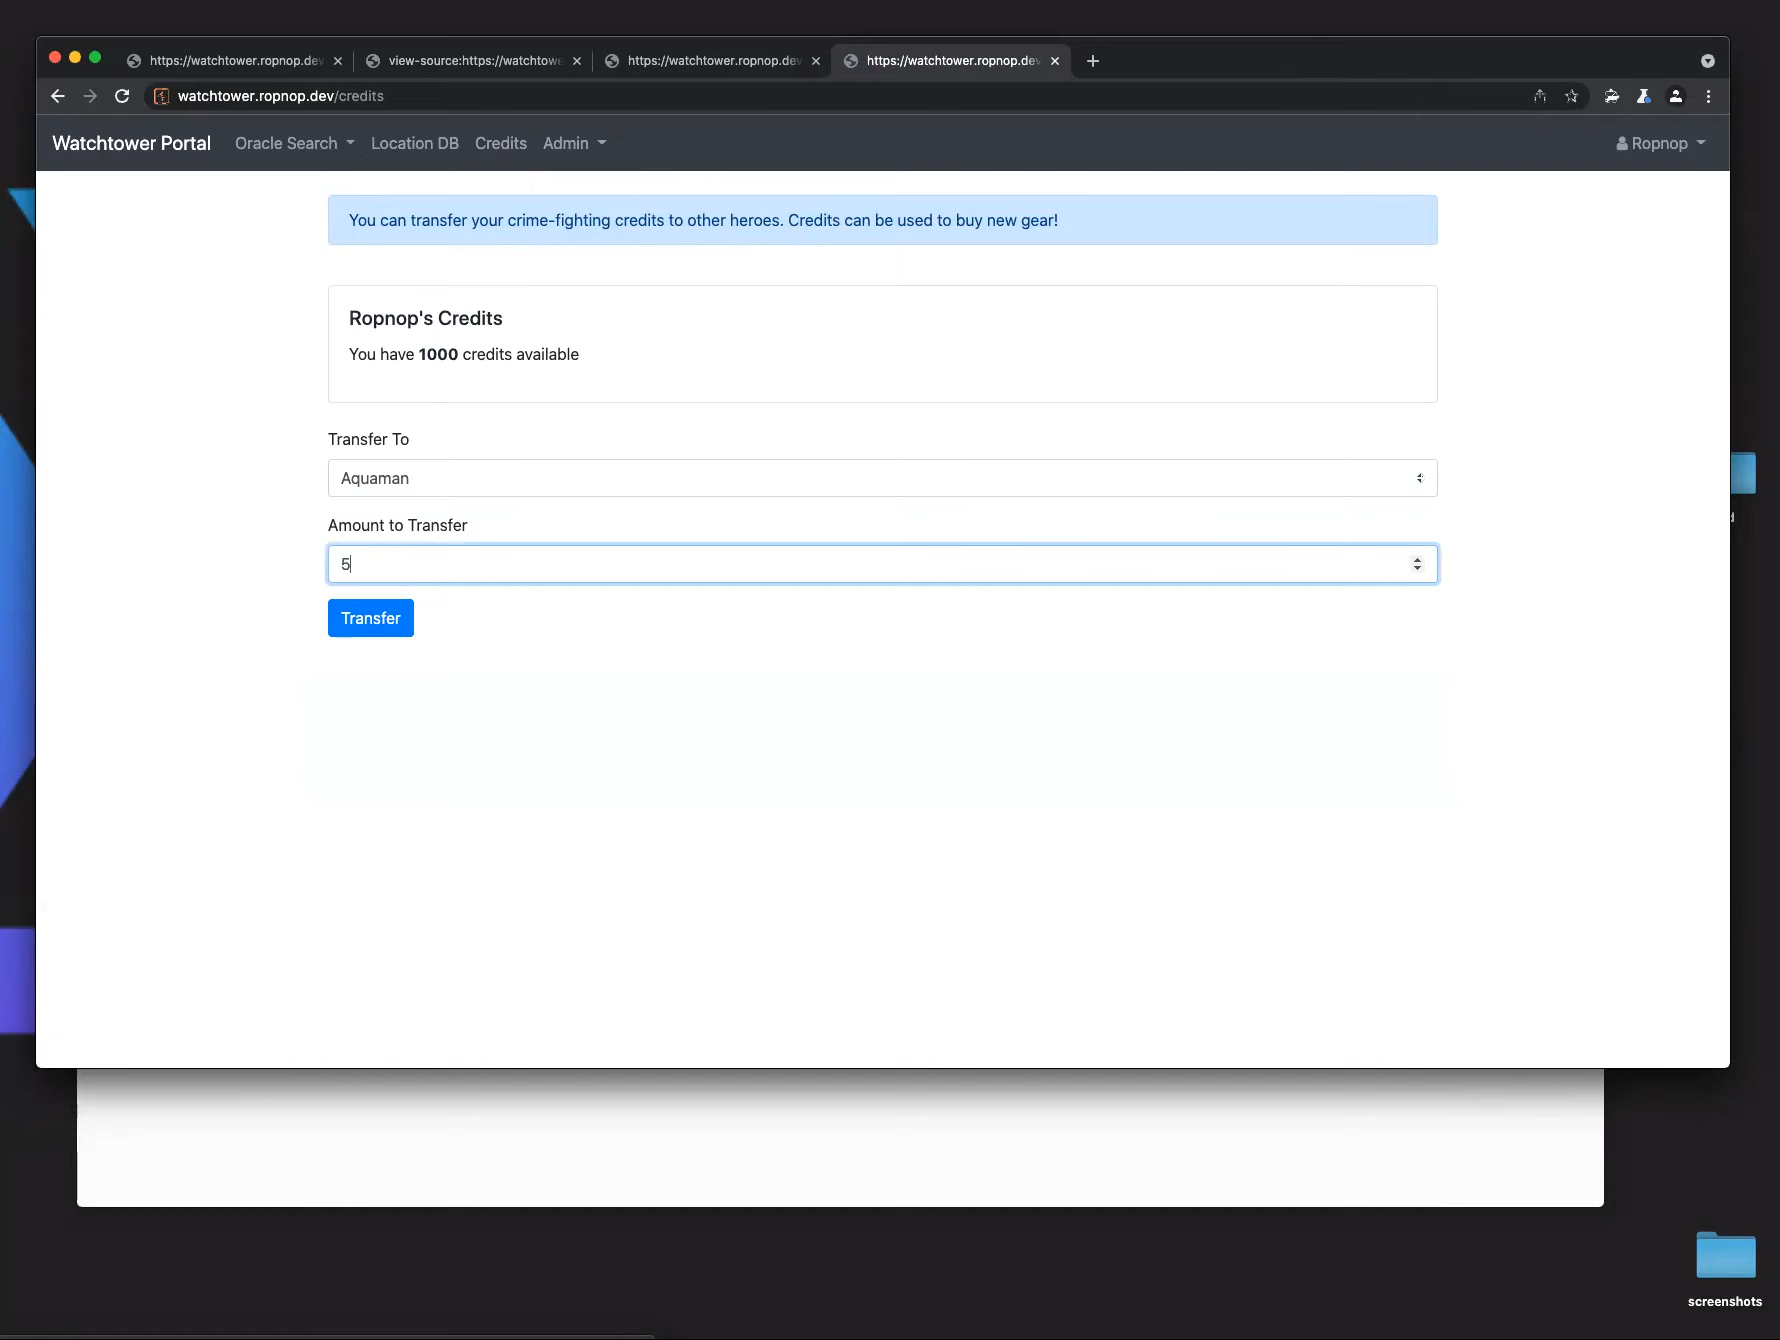 https://watchtower.ropnop.dev
view-source:https://watchtowe
https://watchtower.ropnop.dev
https://watchtower.ropnop.dev
watchtower.ropnop.dev/credits
Watchtower Portal Oracle Search Location DB Credits Admin Ropnop
You can transfer your crime-fighting credits to other heroes. Credits can be used to buy new gear!
Ropnop's Credits
You have 1000 credits available
Transfer To
Aquaman
Amount to Transfer
5
Transfer
screenshots